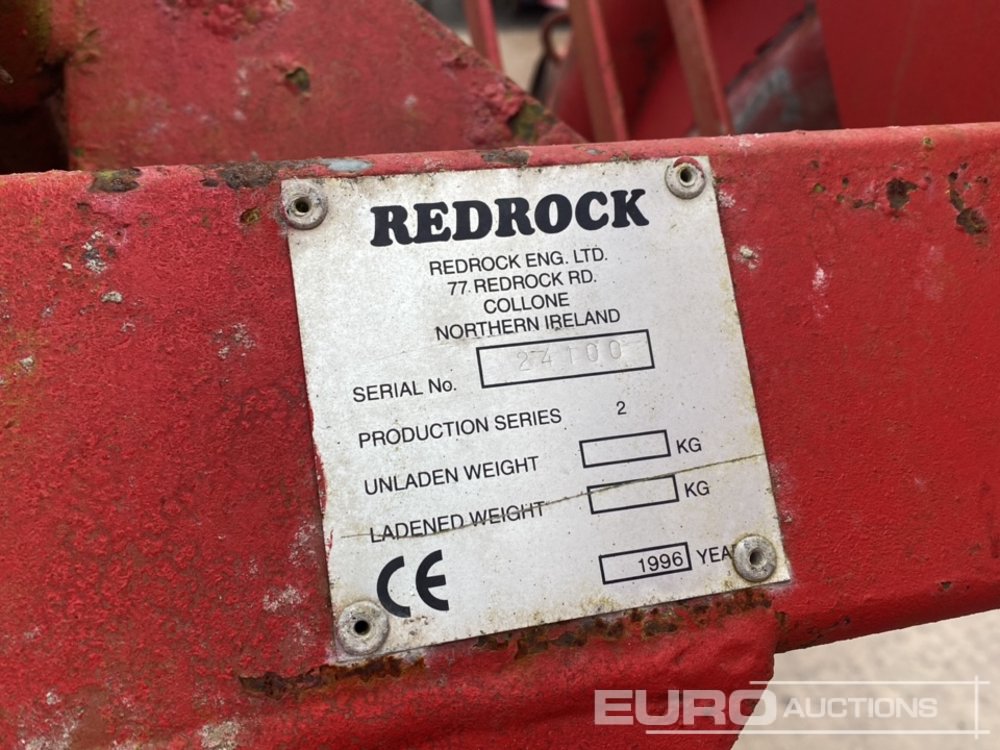 REDROCK
REDROCK ENG. LTD.
77. REDROCK RD.
COLLONE
NORTHERN IRELAND
SERIAL No. 24100
PRODUCTION SERIES 2
UNLADEN WEIGHT KG
LADENED WEIGHT KG
CE 1996 YEA
EURO AUCTIONS